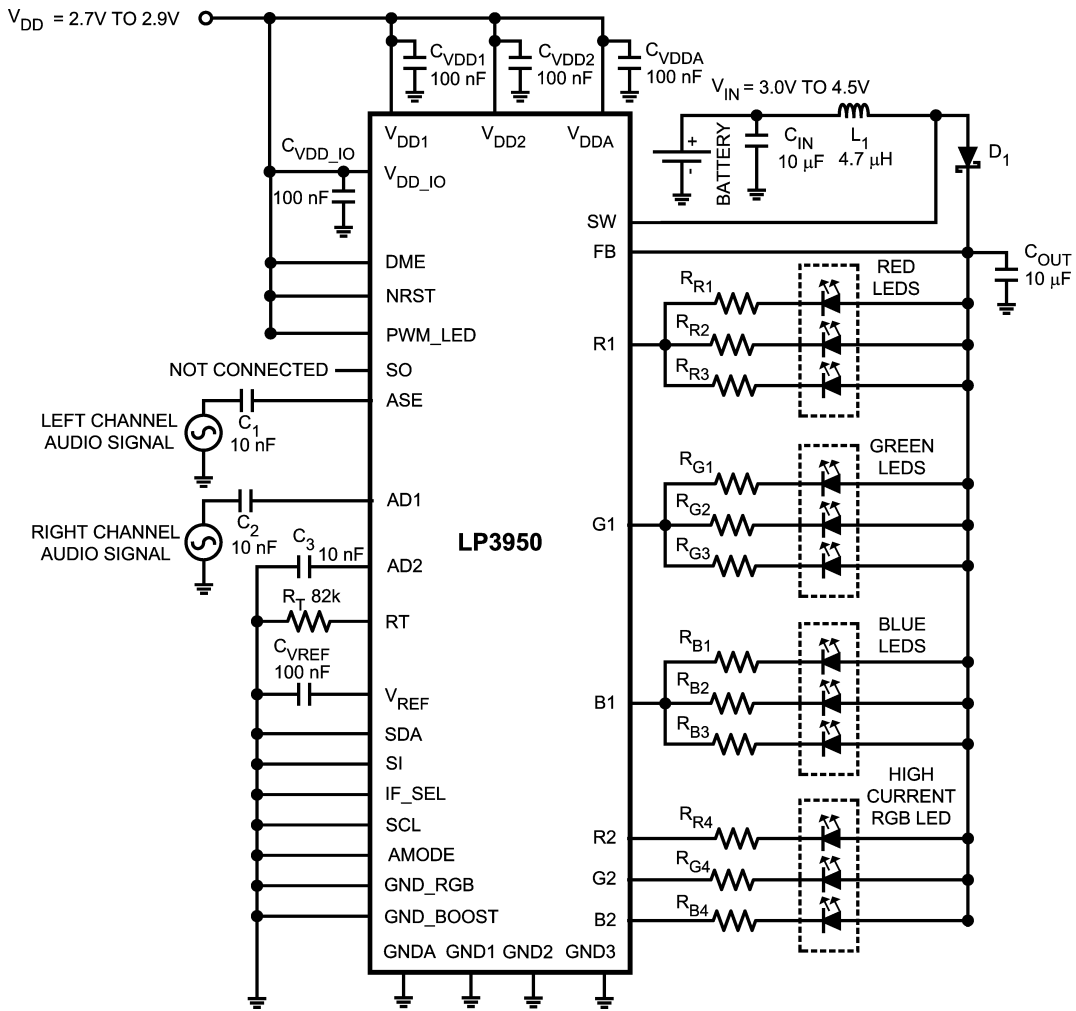 V_DD = 2.7V TO 2.9V
C_VDD1
100 nF
C_VDD2
100 nF
C_VDDA
100 nF
V_IN = 3.0V TO 4.5V
V_DD1
V_DD2
V_DDA
BATTERY
+
-
C_IN
10 µF
L_1
4.7 µH
D_1
C_VDD_IO
100 nF
V_DD_IO
SW
FB
C_OUT
10 µF
DME
NRST
PWM_LED
NOT CONNECTED
SO
ASE
LEFT CHANNEL
AUDIO SIGNAL
C_1
10 nF
RIGHT CHANNEL
AUDIO SIGNAL
C_2
10 nF
AD1
C_3
10 nF
AD2
R_T 82k
RT
C_VREF
100 nF
V_REF
SDA
SI
IF_SEL
SCL
AMODE
GND_RGB
GND_BOOST
GNDA
GND1
GND2
GND3
LP3950
RED
LEDS
R_R1
R_R2
R_R3
R1
GREEN
LEDS
R_G1
R_G2
R_G3
G1
BLUE
LEDS
R_B1
R_B2
R_B3
B1
HIGH
CURRENT
RGB LED
R2
R_R4
G2
R_G4
B2
R_B4